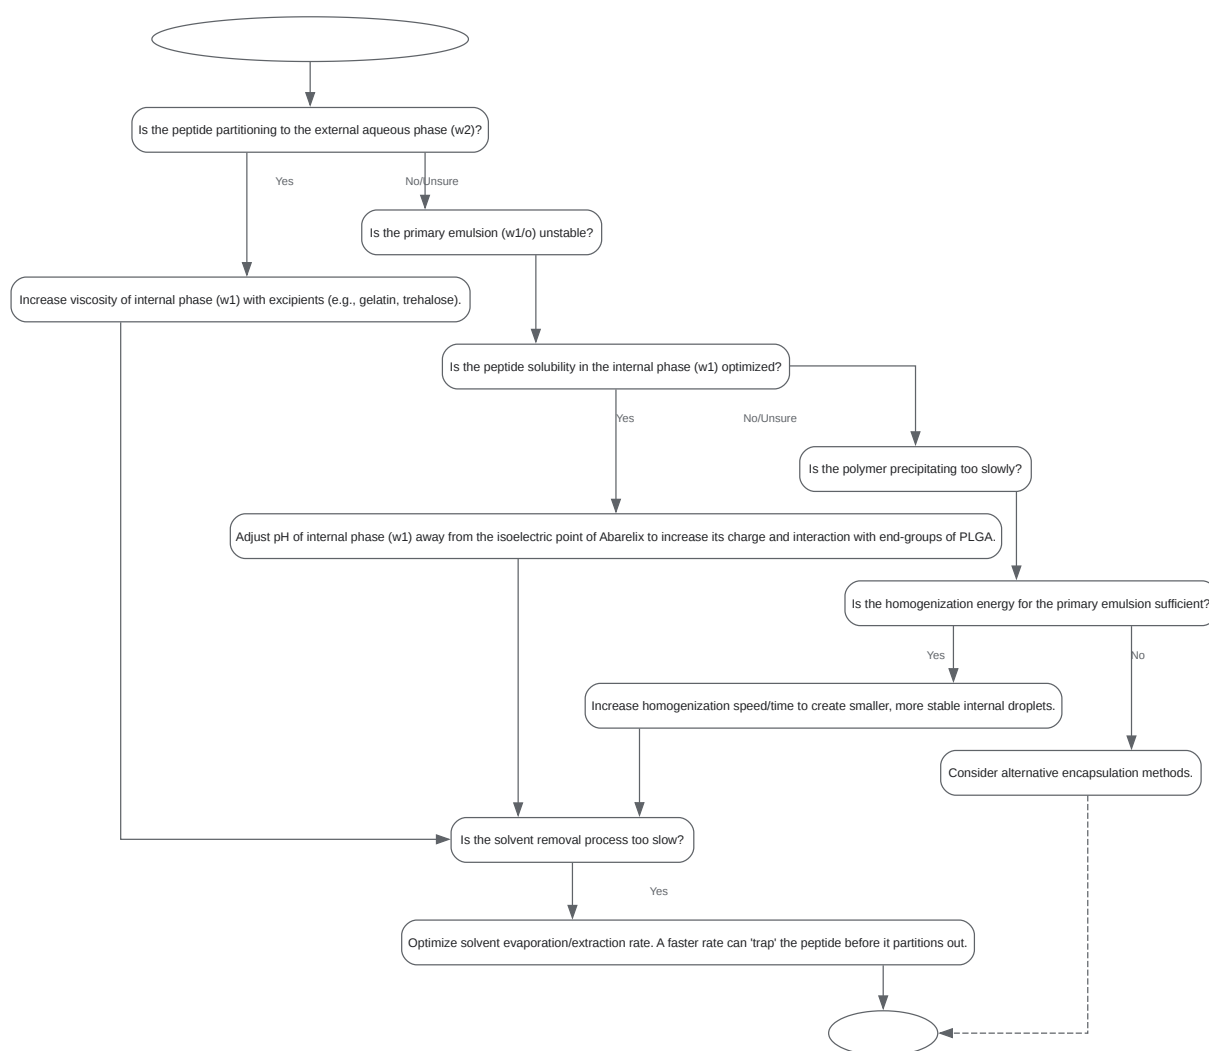 Is the peptide partitioning to the external aqueous phase (w2)?
Yes
No/Unsure
Is the primary emulsion (w1/o) unstable?
Increase viscosity of internal phase (w1) with excipients (e.g., gelatin, trehalose).
Is the peptide solubility in the internal phase (w1) optimized?
Yes
No/Unsure
Is the polymer precipitating too slowly?
Adjust pH of internal phase (w1) away from the isoelectric point of Abarelix to increase its charge and interaction with end-groups of PLGA.
Is the homogenization energy for the primary emulsion sufficient?
Yes
No
Increase homogenization speed/time to create smaller, more stable internal droplets.
Consider alternative encapsulation methods.
Is the solvent removal process too slow?
Yes
Optimize solvent evaporation/extraction rate. A faster rate can 'trap' the peptide before it partitions out.